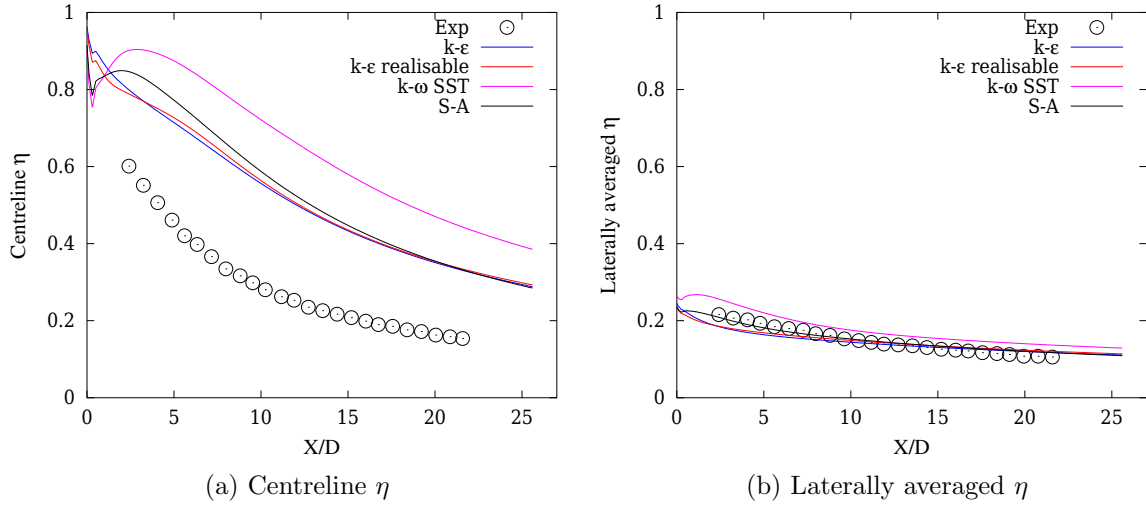 1
0.8
0.6
0.4
0.2
0
Centreline η
Exp
k-ε
k-ε realisable
k-ω SST
S-A
0 5 10 15 20 25
X/D
(a) Centreline η
1
0.8
0.6
0.4
0.2
0
Laterally averaged η
Exp
k-ε
k-ε realisable
k-ω SST
S-A
0 5 10 15 20 25
X/D
(b) Laterally averaged η